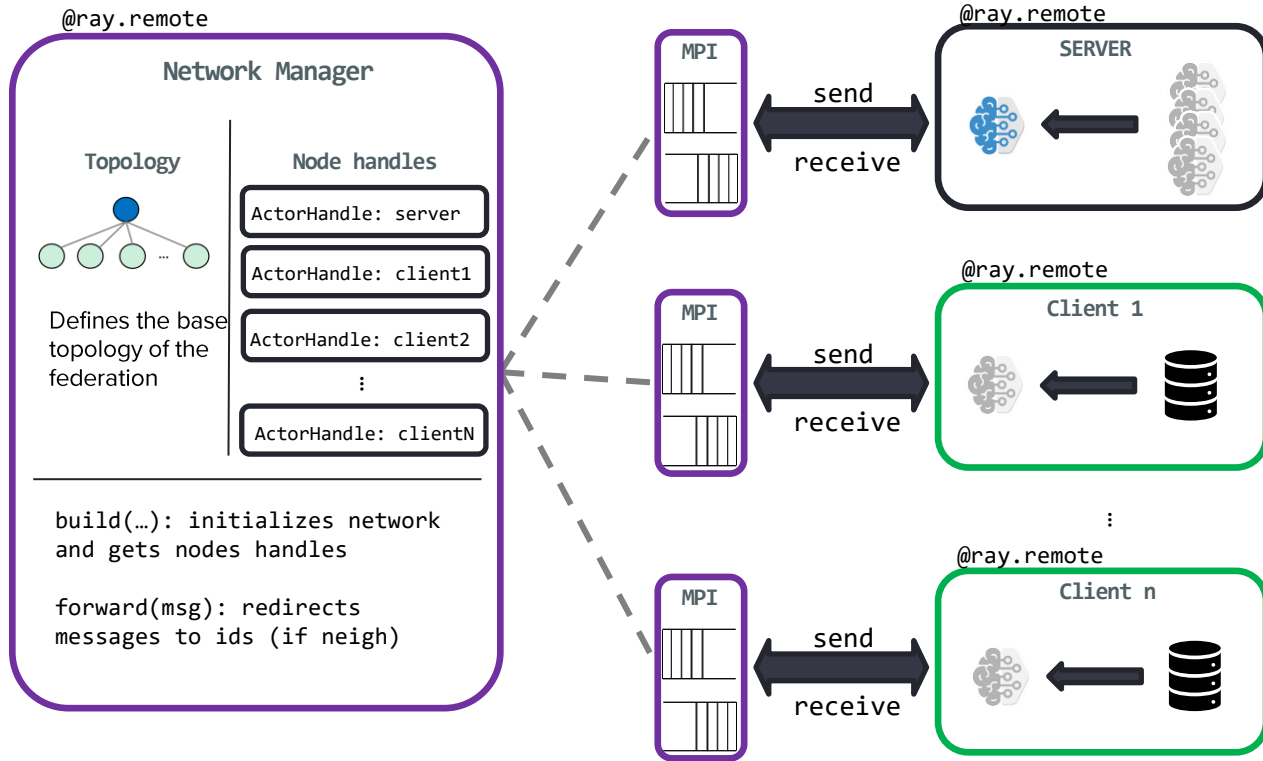 @ray.remote
Network Manager
Topology
...
Defines the base
topology of the
federation
Node handles
ActorHandle: server
ActorHandle: client1
ActorHandle: client2
⋮
ActorHandle: clientN
build(…): initializes network
and gets nodes handles
forward(msg): redirects
messages to ids (if neigh)
MPI
send
receive
@ray.remote
SERVER
MPI
send
receive
@ray.remote
Client 1
⋮
MPI
send
receive
@ray.remote
Client n